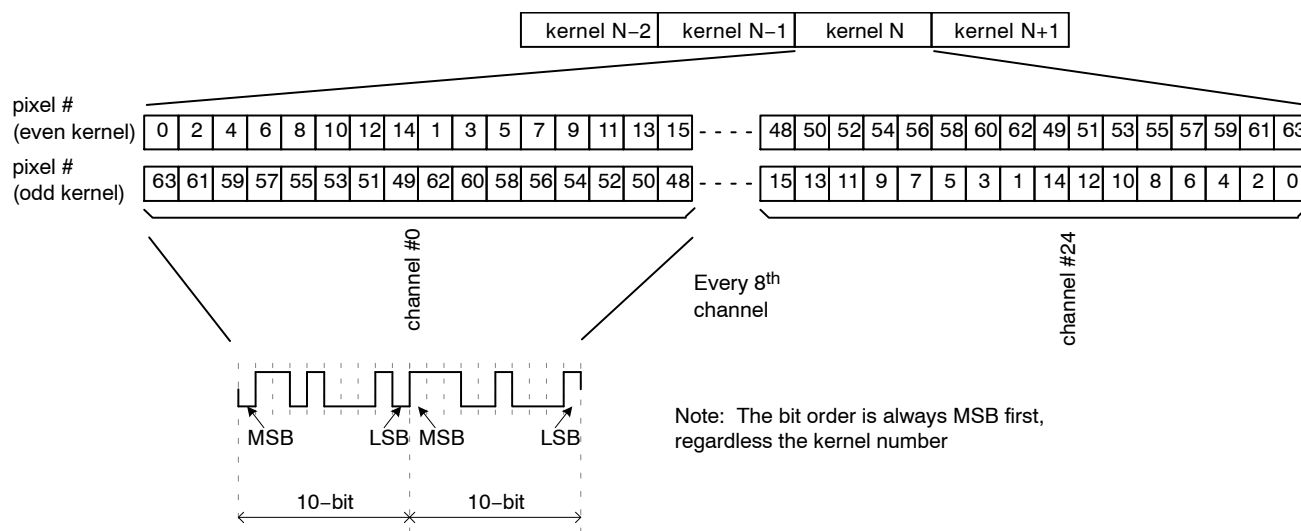 kernel N−2 kernel N−1 kernel N kernel N+1
pixel #
(even kernel) 0 2 4 6 8 10 12 14 1 3 5 7 9 11 13 15 - - - - 48 50 52 54 56 58 60 62 49 51 53 55 57 59 61 63
pixel #
(odd kernel) 63 61 59 57 55 53 51 49 62 60 58 56 54 52 50 48 - - - - 15 13 11 9 7 5 3 1 14 12 10 8 6 4 2 0
channel #0
Every 8th
channel
channel #24
MSB LSB MSB LSB
Note: The bit order is always MSB first,
regardless the kernel number
10−bit 10−bit